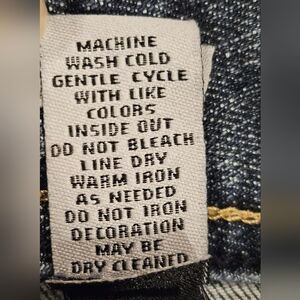 MACHINE
WASH COLD
GENTLE CYCLE
WITH LIKE
COLORS
INSIDE OUT
DO NOT BLEACH
LINE DRY
WARM IRON
AS NEEDED
DO NOT IRON
DECORATION
MAY BE
DRY CLEANED